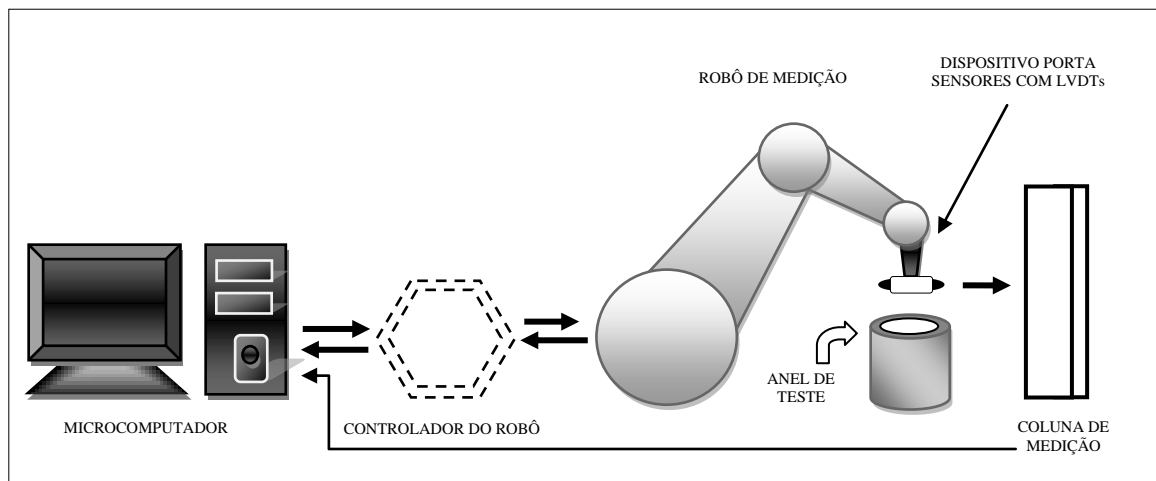 DISPOSITIVO PORTA
SENSORES COM LVDTs
ROBÔ DE MEDIÇÃO
ANEL DE
TESTE
MICROCOMPUTADOR
CONTROLADOR DO ROBÔ
COLUNA DE
MEDIÇÃO